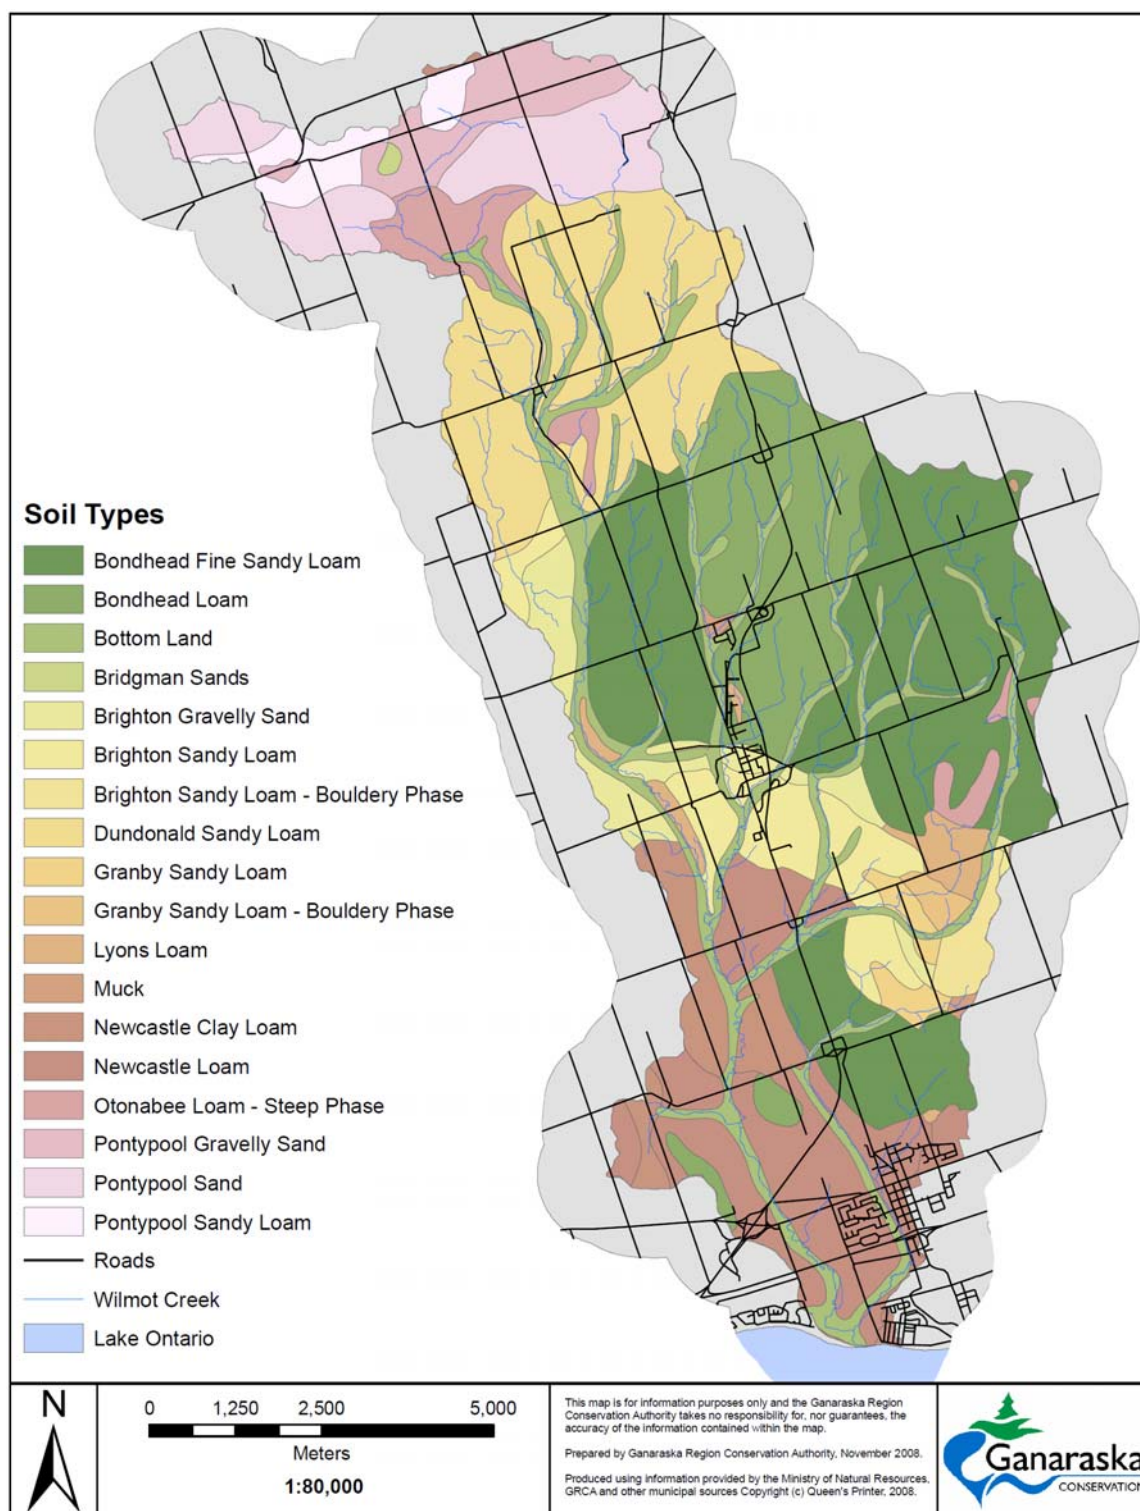 Soil Types
Bondhead Fine Sandy Loam
Bondhead Loam
Bottom Land
Bridgman Sands
Brighton Gravelly Sand
Brighton Sandy Loam
Brighton Sandy Loam - Bouldery Phase
Dundonald Sandy Loam
Granby Sandy Loam
Granby Sandy Loam - Bouldery Phase
Lyons Loam
Muck
Newcastle Clay Loam
Newcastle Loam
Otonabee Loam - Steep Phase
Pontypool Gravelly Sand
Pontypool Sand
Pontypool Sandy Loam
Roads
Wilmot Creek
Lake Ontario
N
0 1,250 2,500 5,000
Meters
1:80,000
This map is for information purposes only and the Ganaraska Region
Conservation Authority takes no responsibility for, nor guarantees, the
accuracy of the information contained within the map.
Prepared by Ganaraska Region Conservation Authority, November 2008.
Produced using information provided by the Ministry of Natural Resources,
GRCA and other municipal sources Copyright (c) Queen's Printer, 2008.
Ganaraska
CONSERVATION